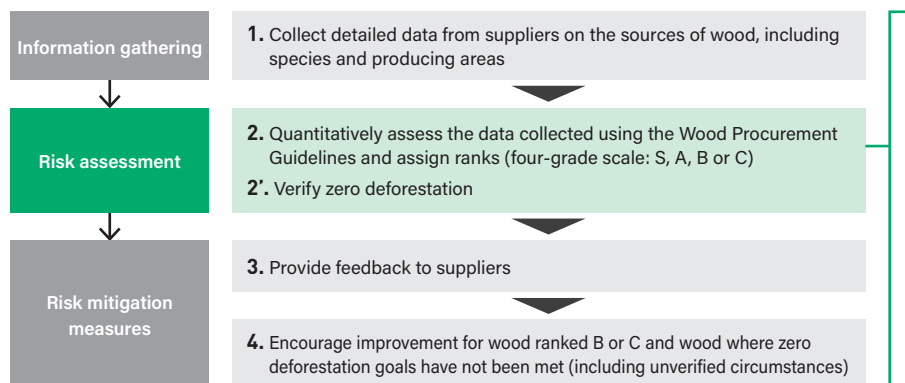 Information gathering
1. Collect detailed data from suppliers on the sources of wood, including
species and producing areas
Risk assessment
2. Quantitatively assess the data collected using the Wood Procurement
Guidelines and assign ranks (four-grade scale: S, A, B or C)
2'. Verify zero deforestation
Risk mitigation
measures
3. Provide feedback to suppliers
4. Encourage improvement for wood ranked B or C and wood where zero
deforestation goals have not been met (including unverified circumstances)